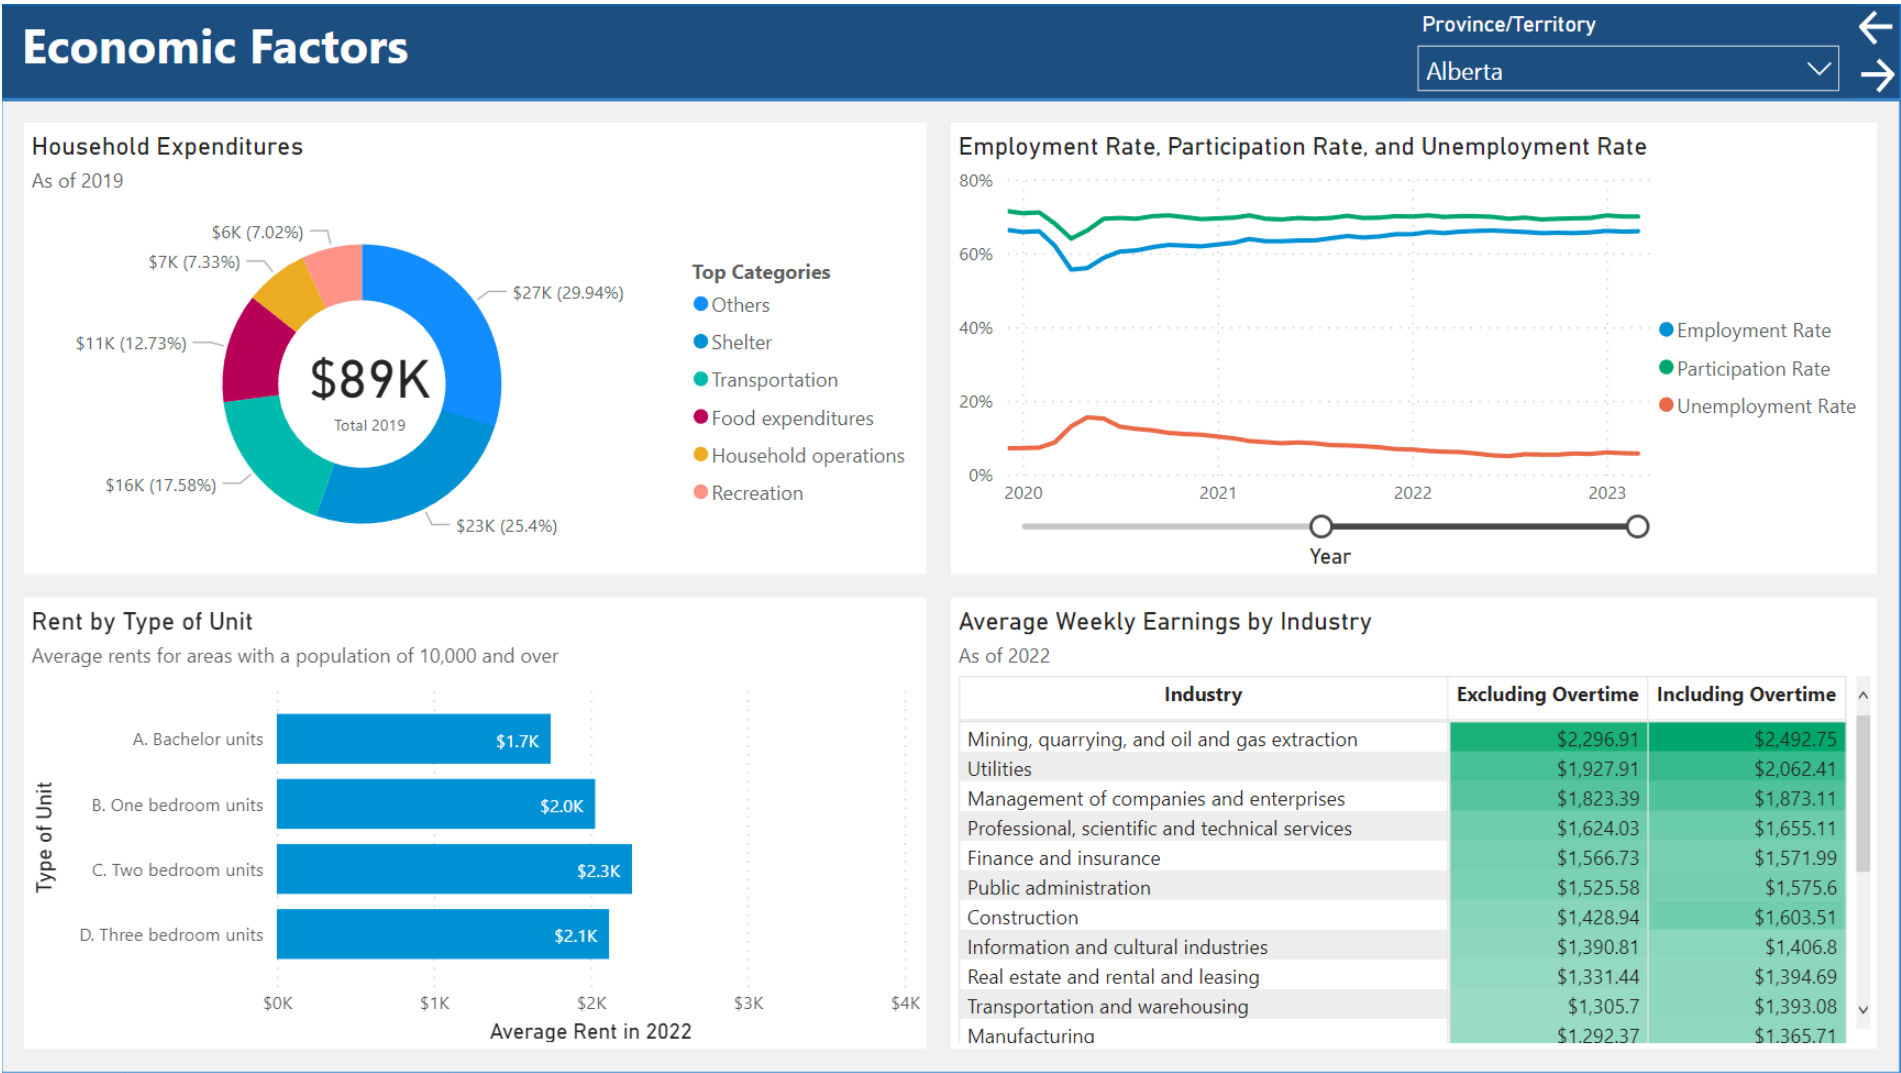 Economic Factors
Province/Territory
Alberta
Household Expenditures
As of 2019
$6K (7.02%)
$7K (7.33%)
$27K (29.94%)
$11K (12.73%)
$89K
Total 2019
$16K (17.58%)
$23K (25.4%)
Top Categories
Others
Shelter
Transportation
Food expenditures
Household operations
Recreation
Employment Rate, Participation Rate, and Unemployment Rate
80%
60%
40%
20%
0%
2020 2021 2022 2023
Employment Rate
Participation Rate
Unemployment Rate
Year
Rent by Type of Unit
Average rents for areas with a population of 10,000 and over
Type of Unit
A. Bachelor units $1.7K
B. One bedroom units $2.0K
C. Two bedroom units $2.3K
D. Three bedroom units $2.1K
$0K $1K $2K $3K $4K
Average Rent in 2022
Average Weekly Earnings by Industry
As of 2022
Industry Excluding Overtime Including Overtime
Mining, quarrying, and oil and gas extraction $2,296.91 $2,492.75
Utilities $1,927.91 $2,062.41
Management of companies and enterprises $1,823.39 $1,873.11
Professional, scientific and technical services $1,624.03 $1,655.11
Finance and insurance $1,566.73 $1,571.99
Public administration $1,525.58 $1,575.6
Construction $1,428.94 $1,603.51
Information and cultural industries $1,390.81 $1,406.8
Real estate and rental and leasing $1,331.44 $1,394.69
Transportation and warehousing $1,305.7 $1,393.08
Manufacturing $1,292.37 $1,365.71